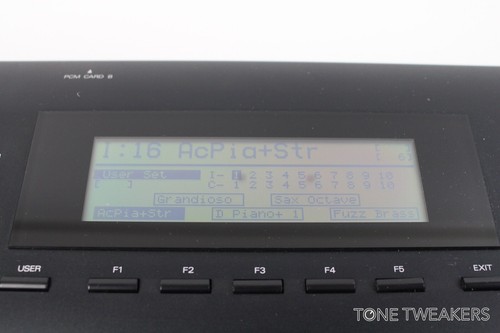 PCM CARD B
I:16 AcPia+Str
User Set I- 1 2 3 4 5 6 7 8 9 10
[ ] C- 1 2 3 4 5 6 7 8 9 10
Grandioso Sax Octave
AcPia+Str D Piano+ 1 Fuzz Brass
USER F1 F2 F3 F4 F5 EXIT
TONE TWEAKERS